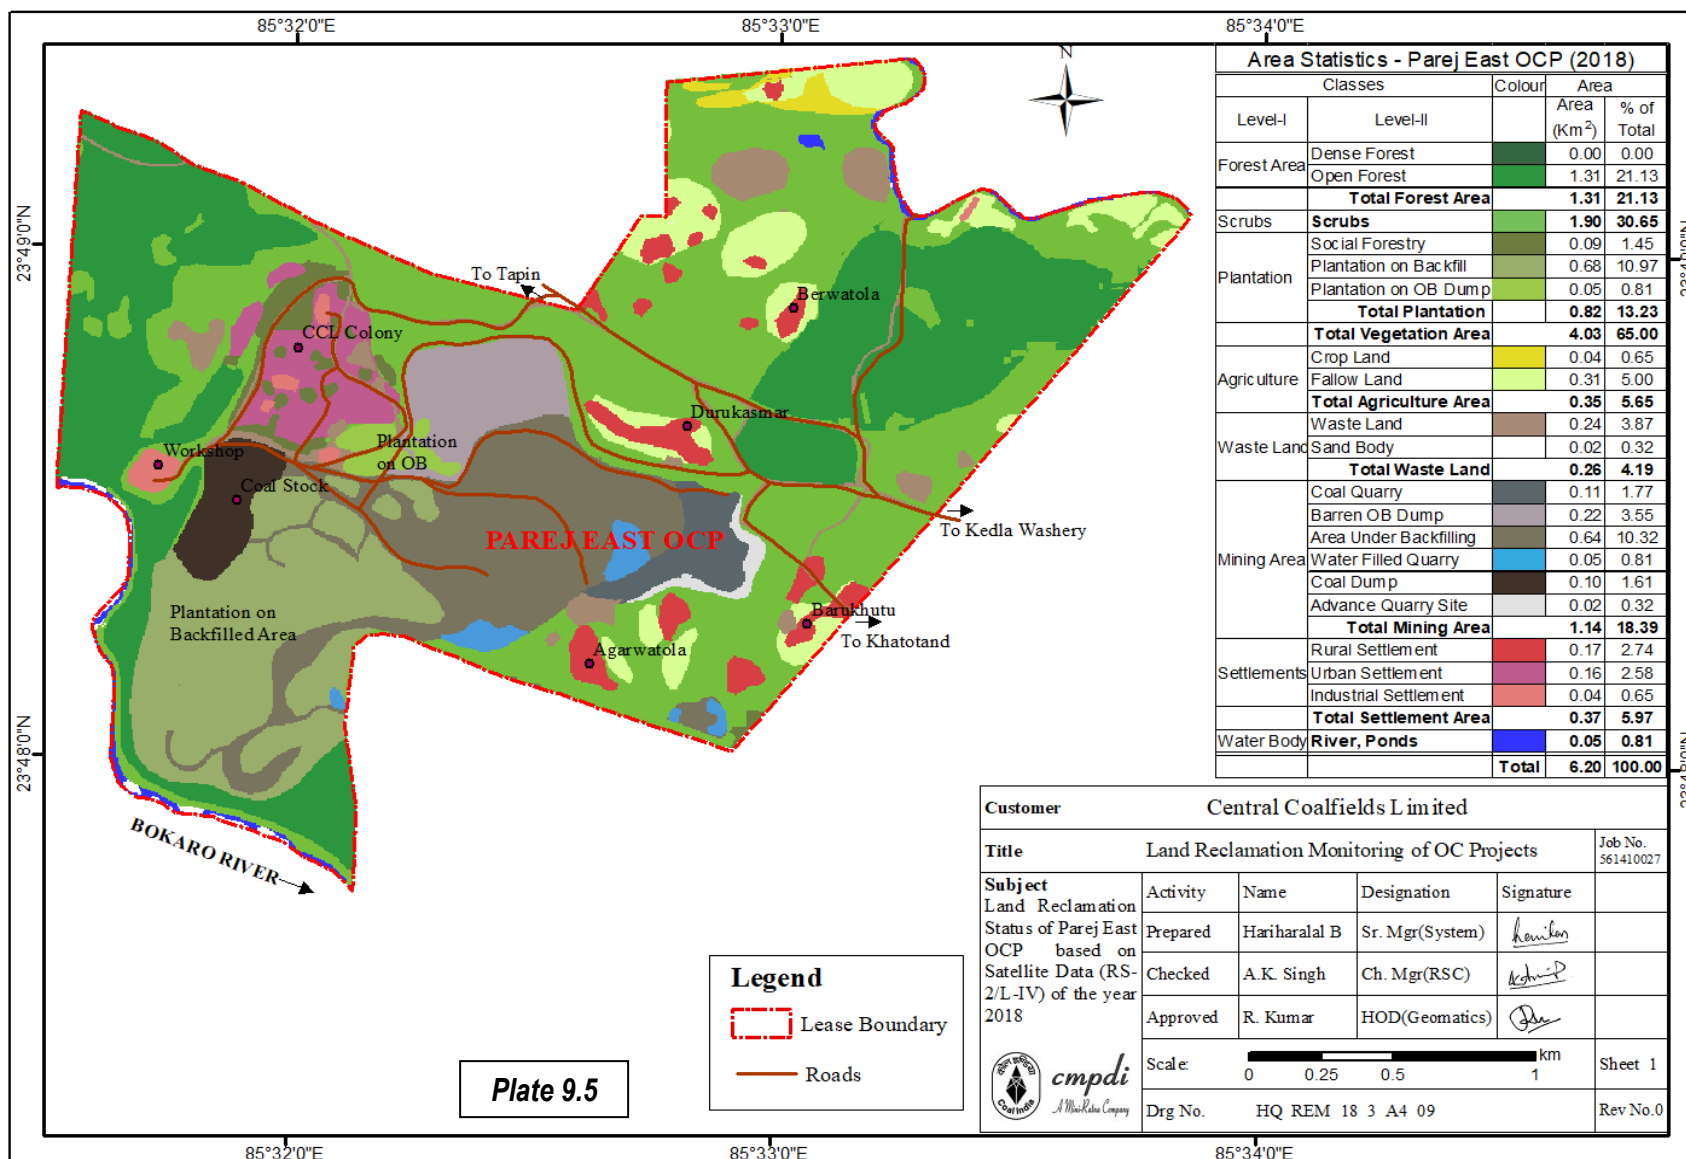 85°32'0"E 85°33'0"E 85°34'0"E
N
23°49'0"N
23°48'0"N
To Tapin
Berwatola
CCL Colony
Durukasmar
Plantation
on OB
Workshop
Coal Stock
PAREJ EAST OCP
To Kedla Washery
Plantation on
Backfilled Area
Barukhutu
To Khatotand
Agarwatola
BOKARO RIVER
Area Statistics - Parej East OCP (2018)
Classes Colour Area
Level-I Level-II Area (Km2) % of Total
Forest Area Dense Forest 0.00 0.00
Open Forest 1.31 21.13
Total Forest Area 1.31 21.13
Scrubs Scrubs 1.90 30.65
Plantation Social Forestry 0.09 1.45
Plantation on Backfill 0.68 10.97
Plantation on OB Dump 0.05 0.81
Total Plantation 0.82 13.23
Total Vegetation Area 4.03 65.00
Agriculture Crop Land 0.04 0.65
Fallow Land 0.31 5.00
Total Agriculture Area 0.35 5.65
Waste Land Waste Land 0.24 3.87
Sand Body 0.02 0.32
Total Waste Land 0.26 4.19
Mining Area Coal Quarry 0.11 1.77
Barren OB Dump 0.22 3.55
Area Under Backfilling 0.64 10.32
Water Filled Quarry 0.05 0.81
Coal Dump 0.10 1.61
Advance Quarry Site 0.02 0.32
Total Mining Area 1.14 18.39
Settlements Rural Settlement 0.17 2.74
Urban Settlement 0.16 2.58
Industrial Settlement 0.04 0.65
Total Settlement Area 0.37 5.97
Water Body River, Ponds 0.05 0.81
Total 6.20 100.00
Customer Central Coalfields Limited
Title Land Reclamation Monitoring of OC Projects Job No. 561410027
Subject
Land Reclamation
Status of Parej East
OCP based on
Satellite Data (RS-
2/L-IV) of the year
2018
Activity Name Designation Signature
Prepared Hariharalal B Sr. Mgr(System)
Checked A.K. Singh Ch. Mgr(RSC)
Approved R. Kumar HOD(Geomatics)
Scale: 0 0.25 0.5 1 km Sheet 1
Drg No. HQ REM 18 3 A4 09 Rev No.0
Coal India
cmpdi
A Mini Ratna Company
Legend
Lease Boundary
Roads
Plate 9.5
85°32'0"E 85°33'0"E 85°34'0"E